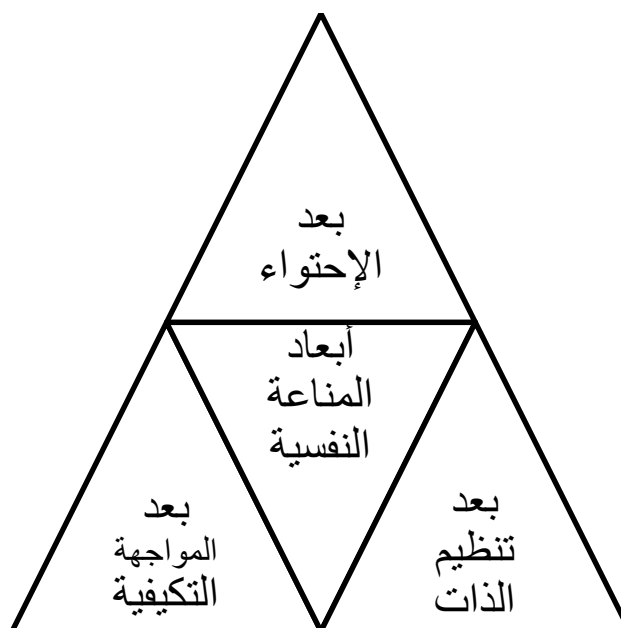 بعد
الإحتواء
أبعاد
المناعة
النفسية
بعد
تنظيم
الذات
بعد
المواجهة
التكيفية